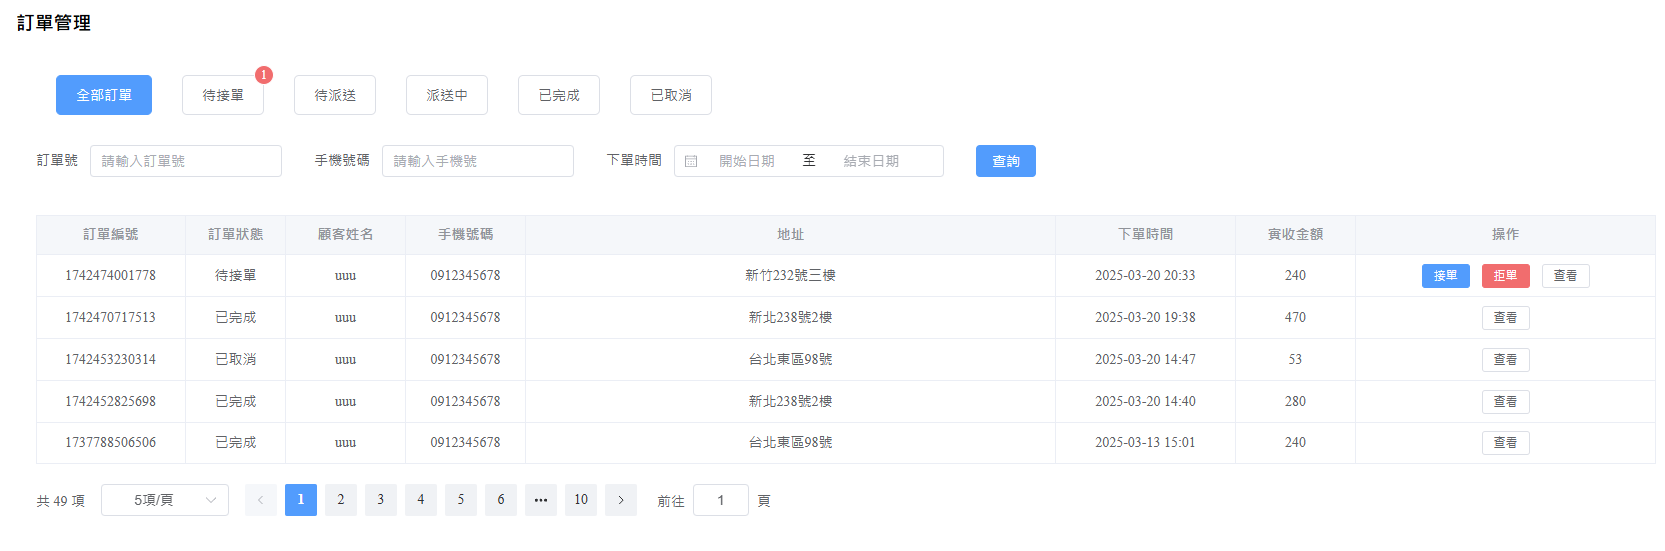 訂單管理
全部訂單 待接單 1 待派送 派送中 已完成 已取消
訂單號 請輸入訂單號 手機號碼 請輸入手機號 下單時間 開始日期 至 結束日期 查詢
訂單編號 訂單狀態 顧客姓名 手機號碼 地址 下單時間 實收金額 操作
1742474001778 待接單 uuu 0912345678 新竹232號三樓 2025-03-20 20:33 240 接單 拒單 查看
1742470717513 已完成 uuu 0912345678 新北238號2樓 2025-03-20 19:38 470 查看
1742453230314 已取消 uuu 0912345678 台北東區98號 2025-03-20 14:47 53 查看
1742452825698 已完成 uuu 0912345678 新北238號2樓 2025-03-20 14:40 280 查看
1737788506506 已完成 uuu 0912345678 台北東區98號 2025-03-13 15:01 240 查看
共 49 項 5項/頁 1 2 3 4 5 6 ••• 10 前往 1 頁